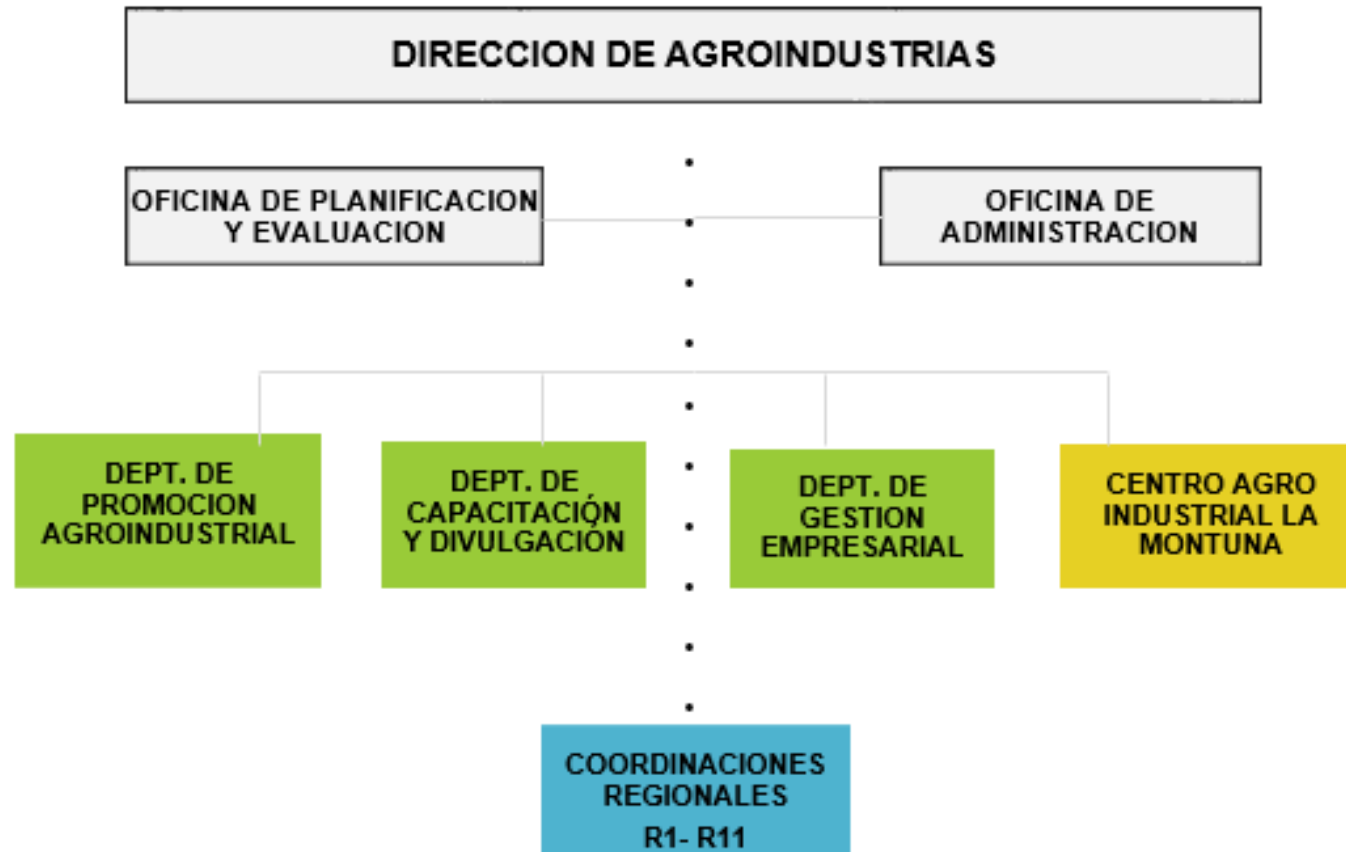 DIRECCION DE AGROINDUSTRIAS
OFICINA DE PLANIFICACION
Y EVALUACION
OFICINA DE
ADMINISTRACION
DEPT. DE
PROMOCION
AGROINDUSTRIAL
DEPT. DE
CAPACITACIÓN
Y DIVULGACIÓN
DEPT. DE
GESTION
EMPRESARIAL
CENTRO AGRO
INDUSTRIAL LA
MONTUNA
COORDINACIONES
REGIONALES
R1- R11